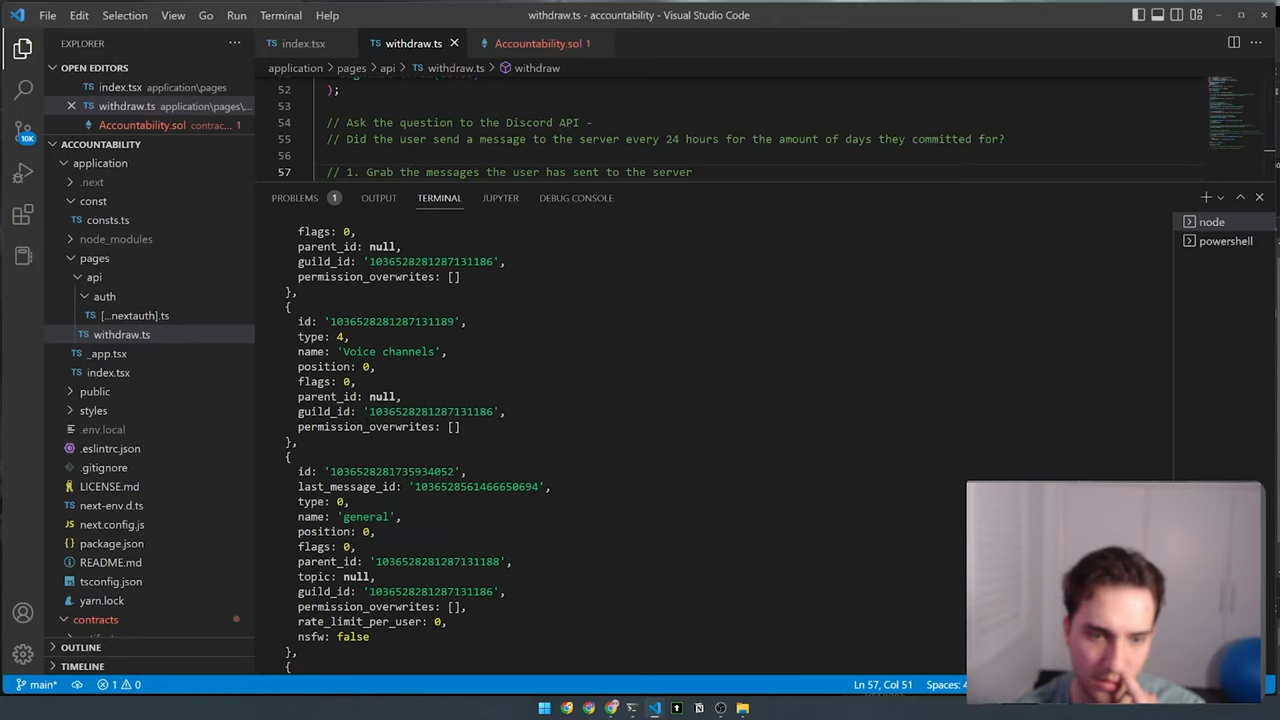 File Edit Selection View Go Run Terminal Help
withdraw.ts - accountability - Visual Studio Code
EXPLORER
OPEN EDITORS
TS index.tsx application\pages
TS withdraw.ts application\pages\...
Accountability.sol contrac... 1
ACCOUNTABILITY
application
.next
const
TS consts.ts
node_modules
pages
api
auth
TS [...nextauth].ts
TS withdraw.ts
TS _app.tsx
TS index.tsx
public
styles
.env.local
.eslintrc.json
.gitignore
LICENSE.md
TS next-env.d.ts
next.config.js
package.json
README.md
tsconfig.json
yarn.lock
contracts
OUTLINE
TIMELINE
10K
TS index.tsx
TS withdraw.ts
Accountability.sol 1
application > pages > api > TS withdraw.ts > withdraw
52 );
53
54 // Ask the question to the Discord API -
55 // Did the user send a message to the server every 24 hours for the amount of days they committed for?
56
57 // 1. Grab the messages the user has sent to the server
PROBLEMS 1 OUTPUT TERMINAL JUPYTER DEBUG CONSOLE
node
powershell
flags: 0,
parent_id: null,
guild_id: '1036528281287131186',
permission_overwrites: []
},
{
id: '1036528281287131189',
type: 4,
name: 'Voice channels',
position: 0,
flags: 0,
parent_id: null,
guild_id: '1036528281287131186',
permission_overwrites: []
},
{
id: '1036528281735934052',
last_message_id: '1036528561466650694',
type: 0,
name: 'general',
position: 0,
flags: 0,
parent_id: '1036528281287131188',
topic: null,
guild_id: '1036528281287131186',
permission_overwrites: [],
rate_limit_per_user: 0,
nsfw: false
},
{
main* 1 0 Ln 57, Col 51 Spaces: 4